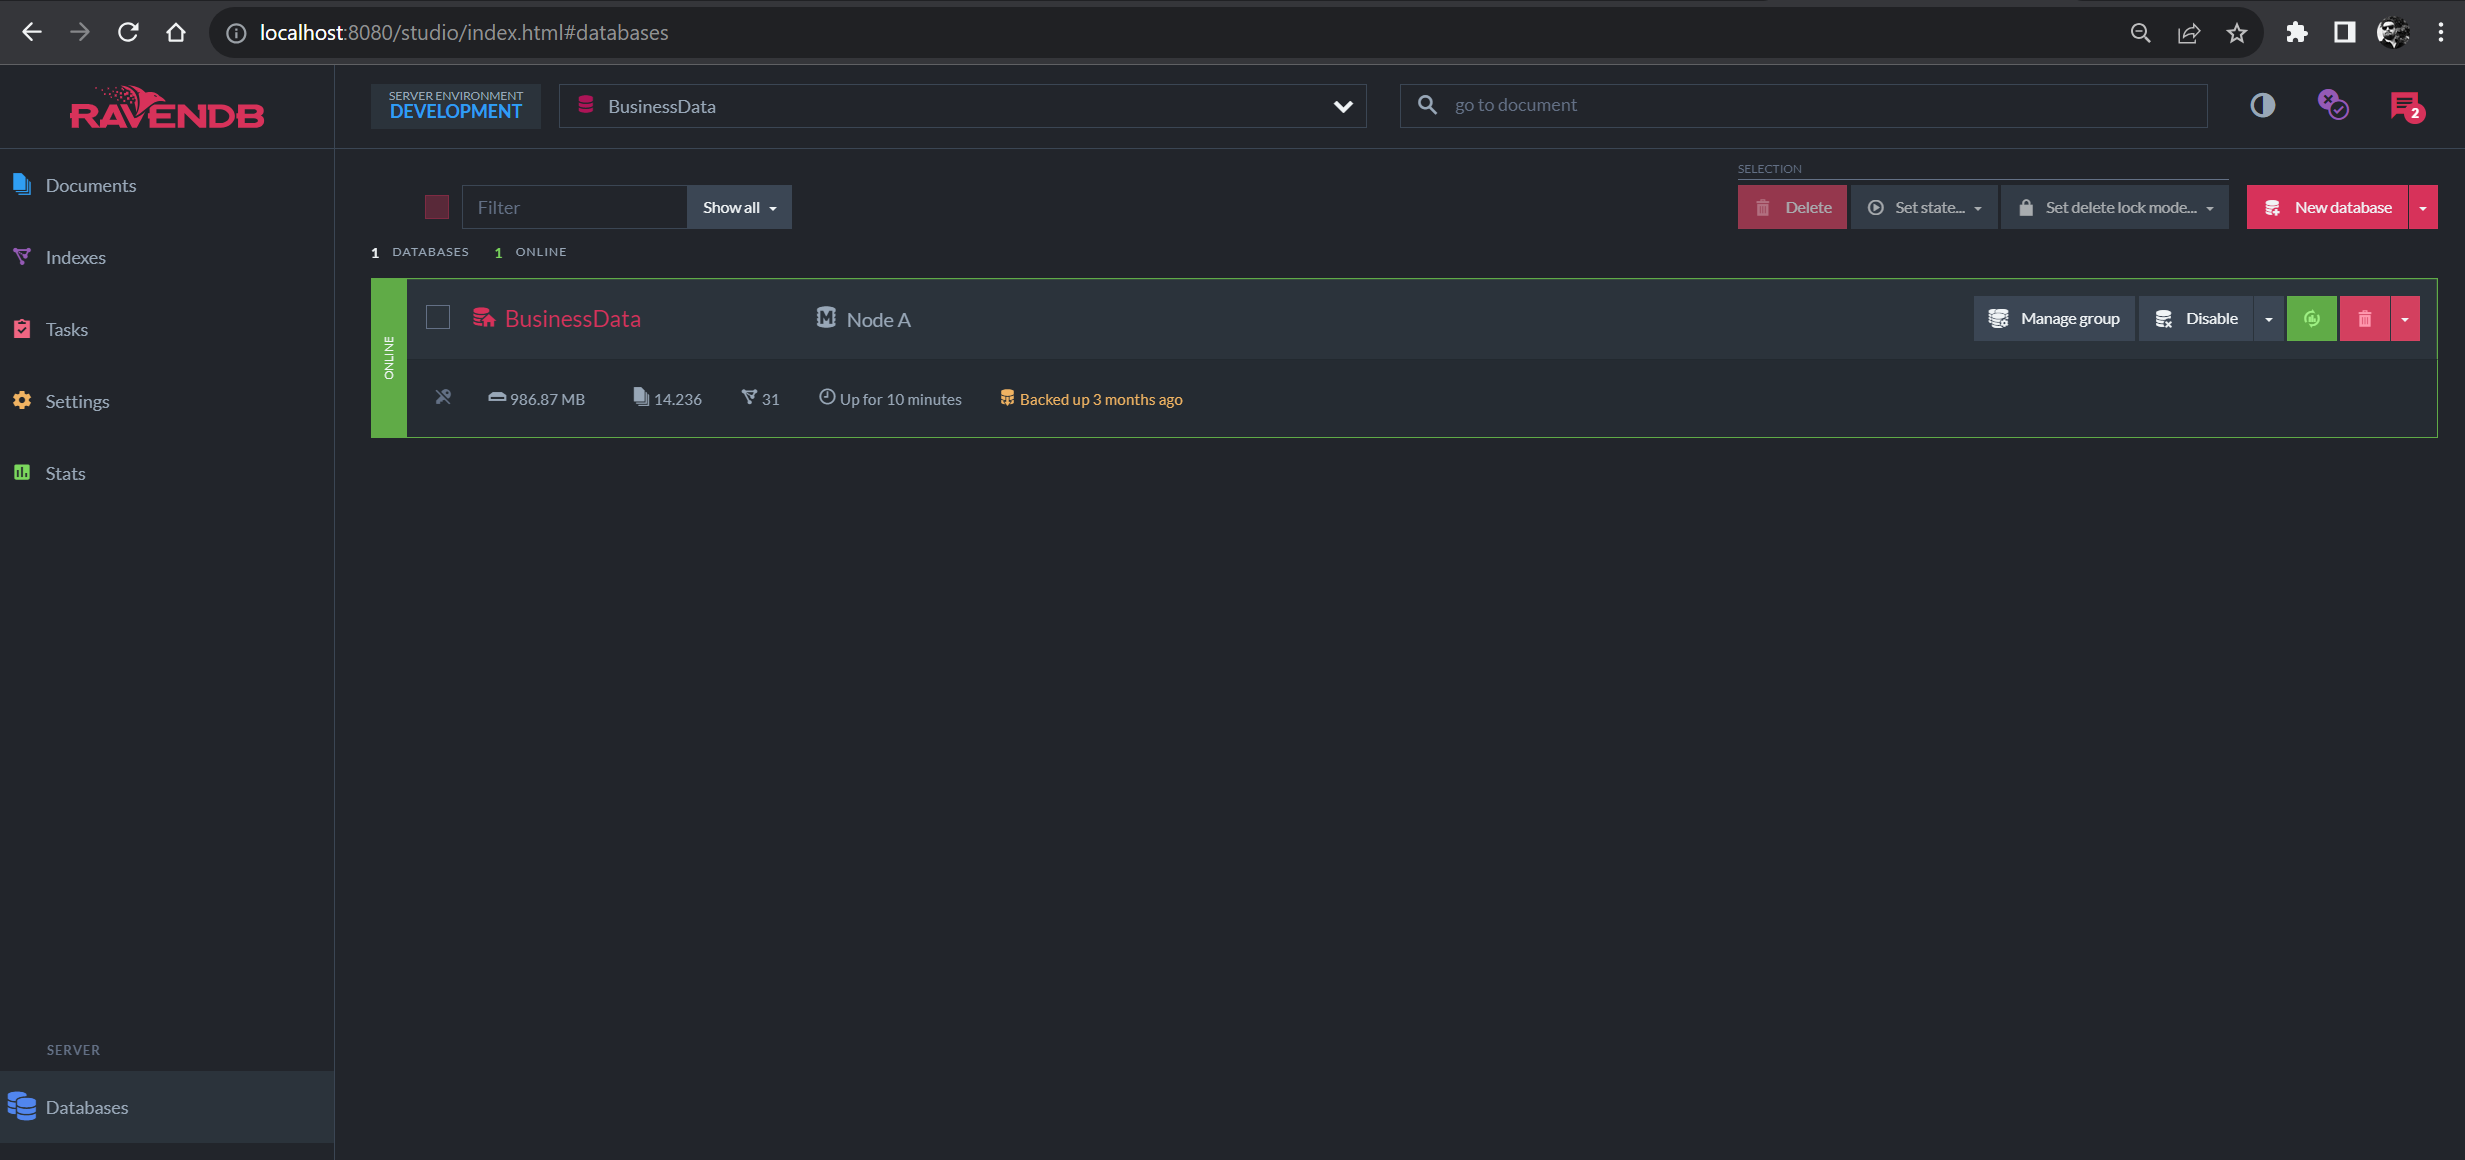 localhost:8080/studio/index.html#databases
RAVENDB
SERVER ENVIRONMENT
DEVELOPMENT
BusinessData
go to document
2
Documents
Indexes
Tasks
Settings
Stats
SERVER
Databases
SELECTION
Filter
Show all
Delete
Set state...
Set delete lock mode...
New database
1 DATABASES 1 ONLINE
ONLINE
BusinessData
Node A
Manage group
Disable
986.87 MB
14.236
31
Up for 10 minutes
Backed up 3 months ago